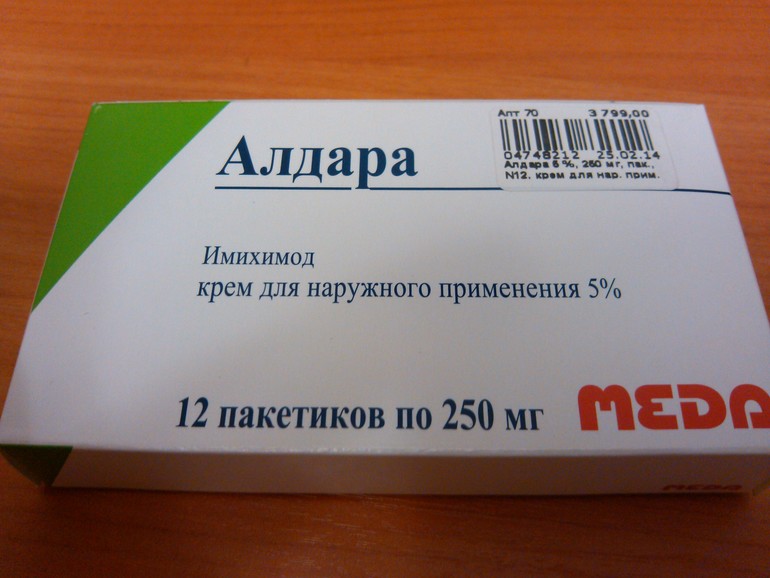 Апт 70 3 799,00
04748212 25.02.14
Алдара 5 %, 250 мг, пак.,
N12, крем для нар. прим.
Алдара
Имихимод
крем для наружного применения 5%
12 пакетиков по 250 мг
MEDA
MEDA